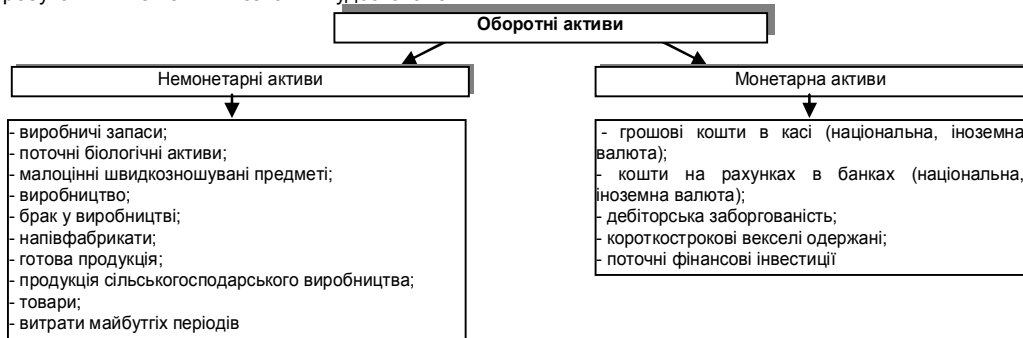 Оборотні активи
Немонетарні активи
- виробничі запаси;
- поточні біологічні активи;
- малоцінні швидкозношувані предметі;
- виробництво;
- брак у виробництві;
- напівфабрикати;
- готова продукція;
- продукція сільськогосподарського виробництва;
- товари;
- витрати майбутгіх періодів
Монетарна активи
- грошові кошти в касі (національна, іноземна
валюта);
- кошти на рахунках в банках (національна,
іноземна валюта);
- дебіторська заборгованість;
- короткострокові векселі одержані;
- поточні фінансові інвестиції